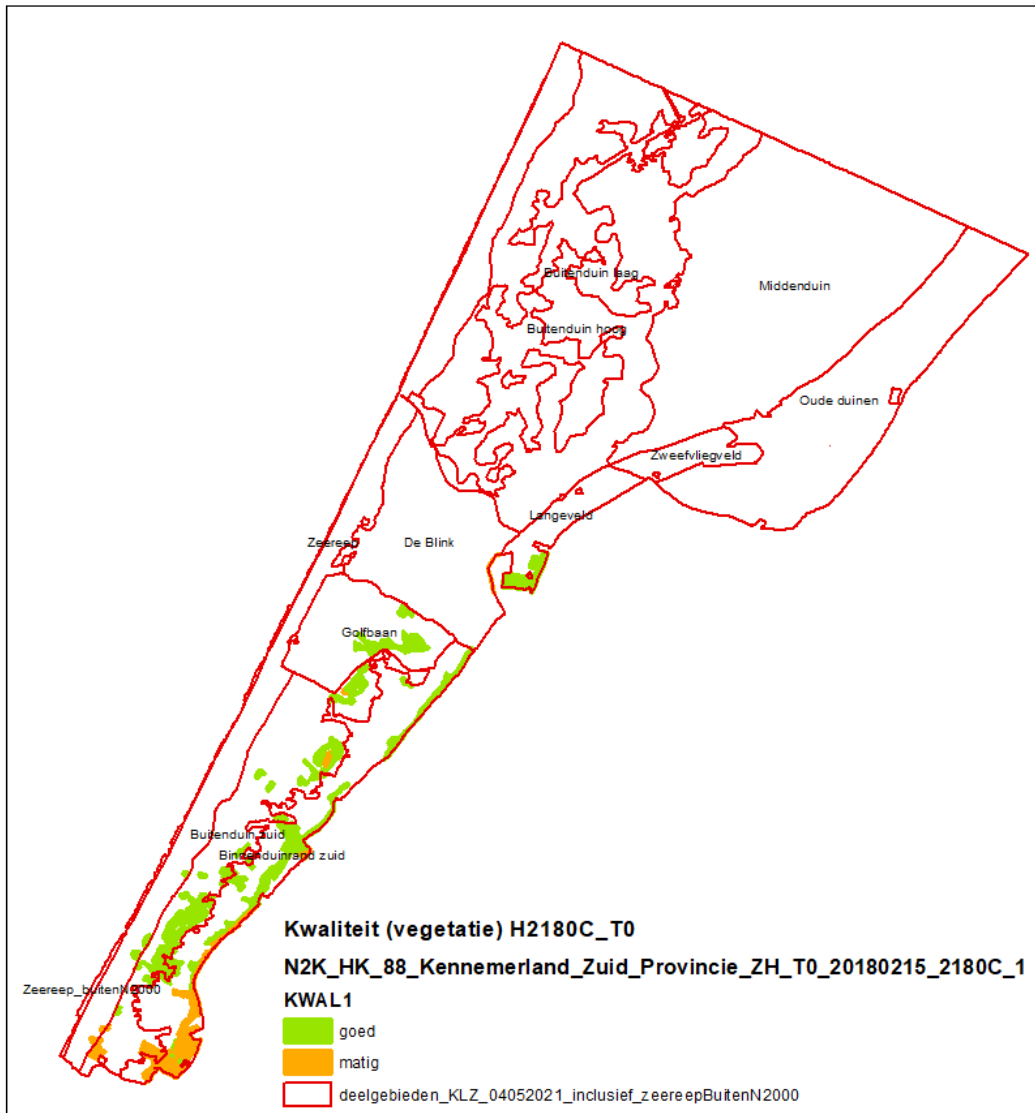 Buitenduin laag
Middenduin
Buitenduin hoog
Oude duinen
Zweefvliegveld
Langeveld
Zeereep
De Blink
Golfbaan
Buitenduin zuid
Binnenduinrand zuid
Zeereep_buitenN2000
Kwaliteit (vegetatie) H2180C_T0
N2K_HK_88_Kennemerland_Zuid_Provincie_ZH_T0_20180215_2180C_1
KWAL1
goed
matig
deelgebieden_KLZ_04052021_inclusief_zeereepBuitenN2000